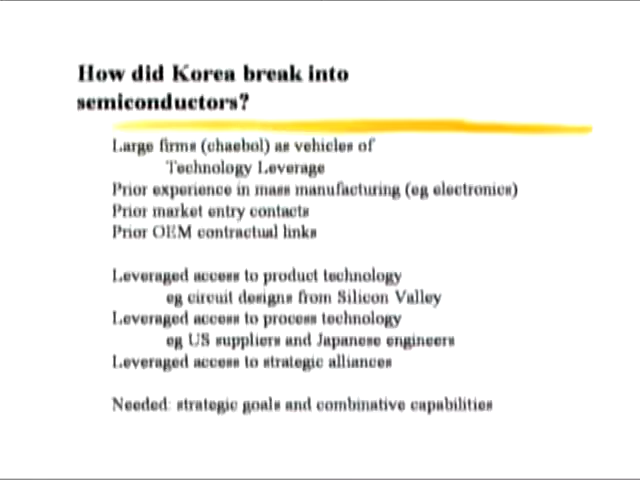 How did Korea break into
semiconductors?
Large firms (chaebol) as vehicles of
Technology Leverage
Prior experience in mass manufacturing (eg electronics)
Prior market entry contacts
Prior OEM contractual links
Leveraged access to product technology
eg circuit designs from Silicon Valley
Leveraged access to process technology
eg US suppliers and Japanese engineers
Leveraged access to strategic alliances
Needed: strategic goals and combinative capabilities